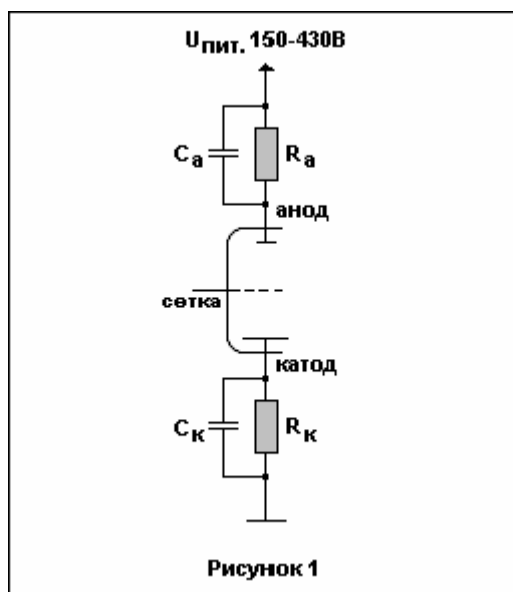 Uпит. 150-430В
Cа
Rа
анод
сетка
катод
Cк
Rк
Рисунок 1